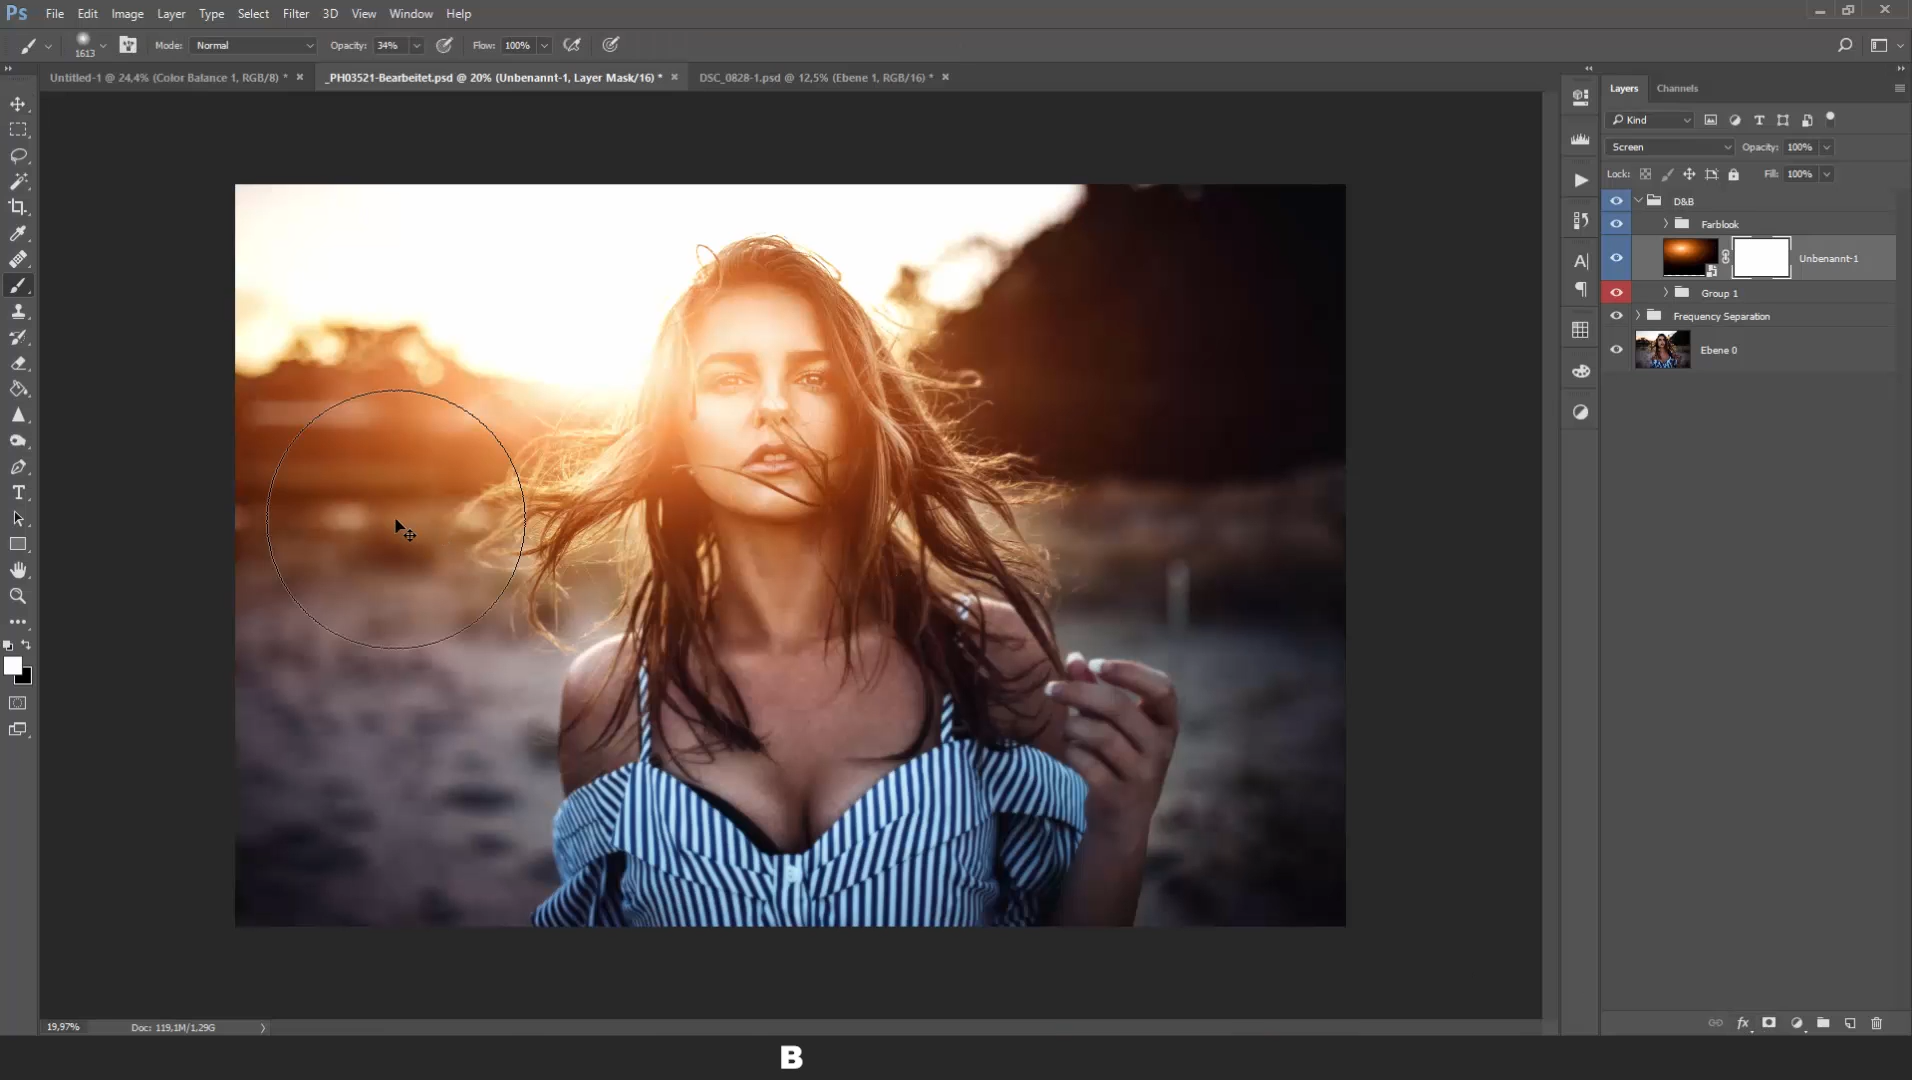 Ps File Edit Image Layer Type Select Filter 3D View Window Help
1613 Mode: Normal Opacity: 34% Flow: 100%
Untitled-1 @ 24,4% (Color Balance 1, RGB/8) * × _PH03521-Bearbeitet.psd @ 20% (Unbenannt-1, Layer Mask/16) * × DSC_0828-1.psd @ 12,5% (Ebene 1, RGB/16) * ×
Layers Channels
Kind
Screen Opacity: 100%
Lock: Fill: 100%
D&B
Farblook
Unbenannt-1
Group 1
Frequency Separation
Ebene 0
19,97% Doc: 119,1M/1,29G
fx
B